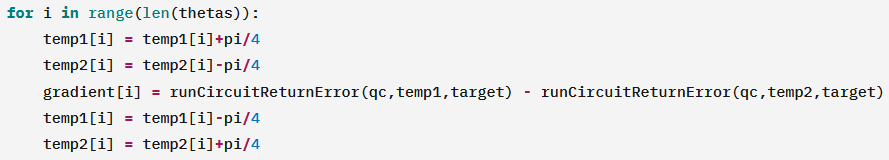 for i in range(len(thetas)):
    temp1[i] = temp1[i]+pi/4
    temp2[i] = temp2[i]-pi/4
    gradient[i] = runCircuitReturnError(qc,temp1,target) - runCircuitReturnError(qc,temp2,target)
    temp1[i] = temp1[i]-pi/4
    temp2[i] = temp2[i]+pi/4